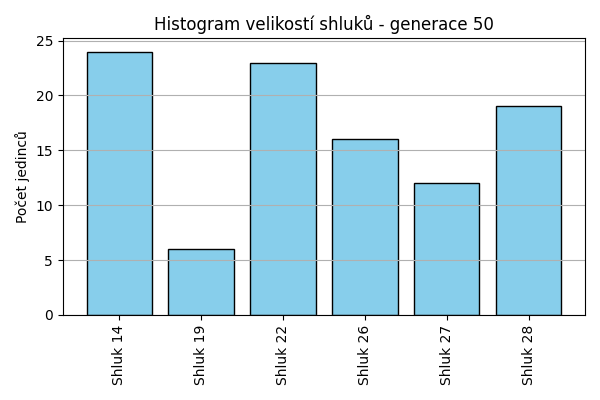 Histogram velikostí shluků - generace 50
Počet jedinců
25
20
15
10
5
0
Shluk 14
Shluk 19
Shluk 22
Shluk 26
Shluk 27
Shluk 28